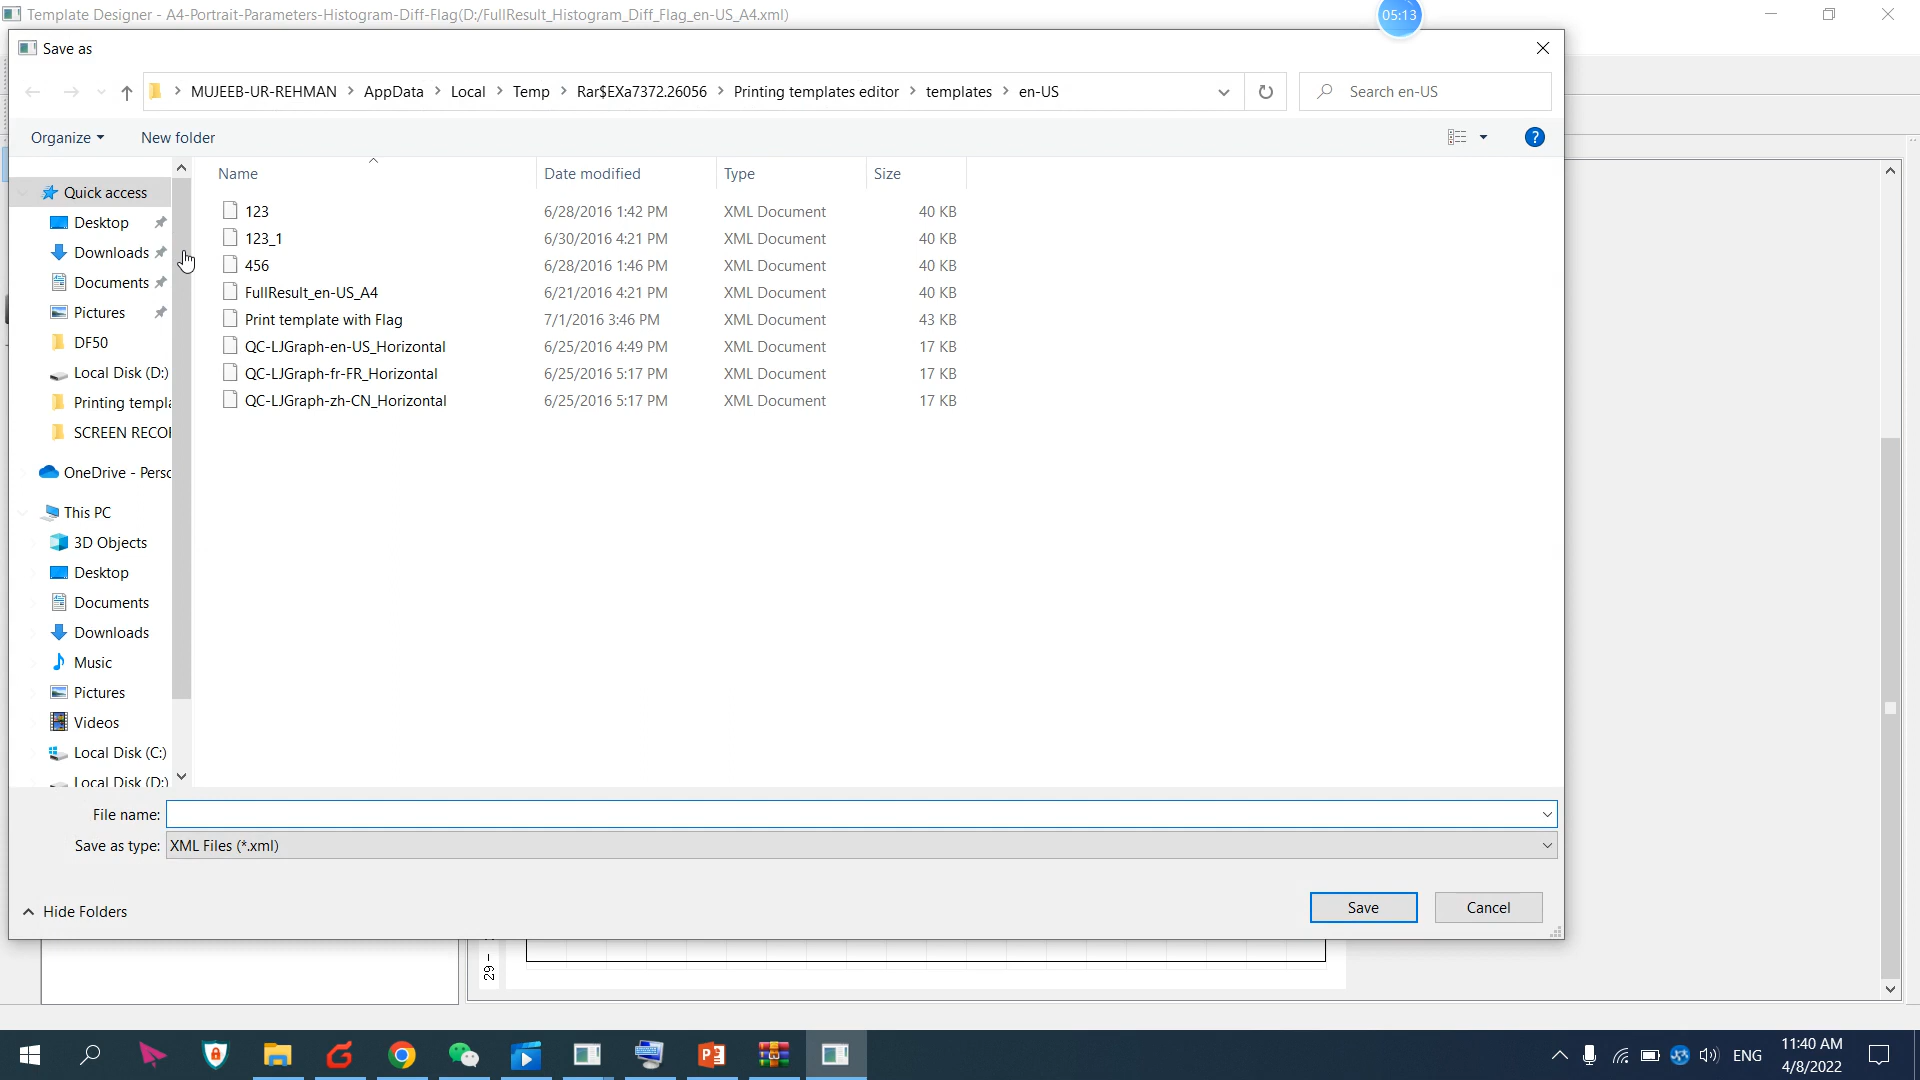 Template Designer - A4-Portrait-Parameters-Histogram-Diff-Flag(D:/FullResult_Histogram_Diff_Flag_en-US_A4.xml)
05:13
Save as
MUJEEB-UR-REHMAN > AppData > Local > Temp > Rar$EXa7372.26056 > Printing templates editor > templates > en-US
Search en-US
Organize
New folder
?
Name
Date modified
Type
Size
Quick access
Desktop
Downloads
Documents
Pictures
DF50
Local Disk (D:)
Printing templa
SCREEN RECO
OneDrive - Perso
This PC
3D Objects
Desktop
Documents
Downloads
Music
Pictures
Videos
Local Disk (C:)
Local Disk (D:)
123 6/28/2016 1:42 PM XML Document 40 KB
123_1 6/30/2016 4:21 PM XML Document 40 KB
456 6/28/2016 1:46 PM XML Document 40 KB
FullResult_en-US_A4 6/21/2016 4:21 PM XML Document 40 KB
Print template with Flag 7/1/2016 3:46 PM XML Document 43 KB
QC-LJGraph-en-US_Horizontal 6/25/2016 4:49 PM XML Document 17 KB
QC-LJGraph-fr-FR_Horizontal 6/25/2016 5:17 PM XML Document 17 KB
QC-LJGraph-zh-CN_Horizontal 6/25/2016 5:17 PM XML Document 17 KB
File name:
Save as type: XML Files (*.xml)
Hide Folders
Save
Cancel
29
ENG
11:40 AM
4/8/2022